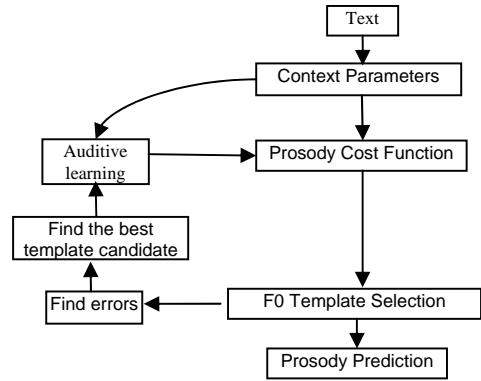 Text
Context Parameters
Auditive
learning
Prosody Cost Function
Find the best
template candidate
Find errors
F0 Template Selection
Prosody Prediction